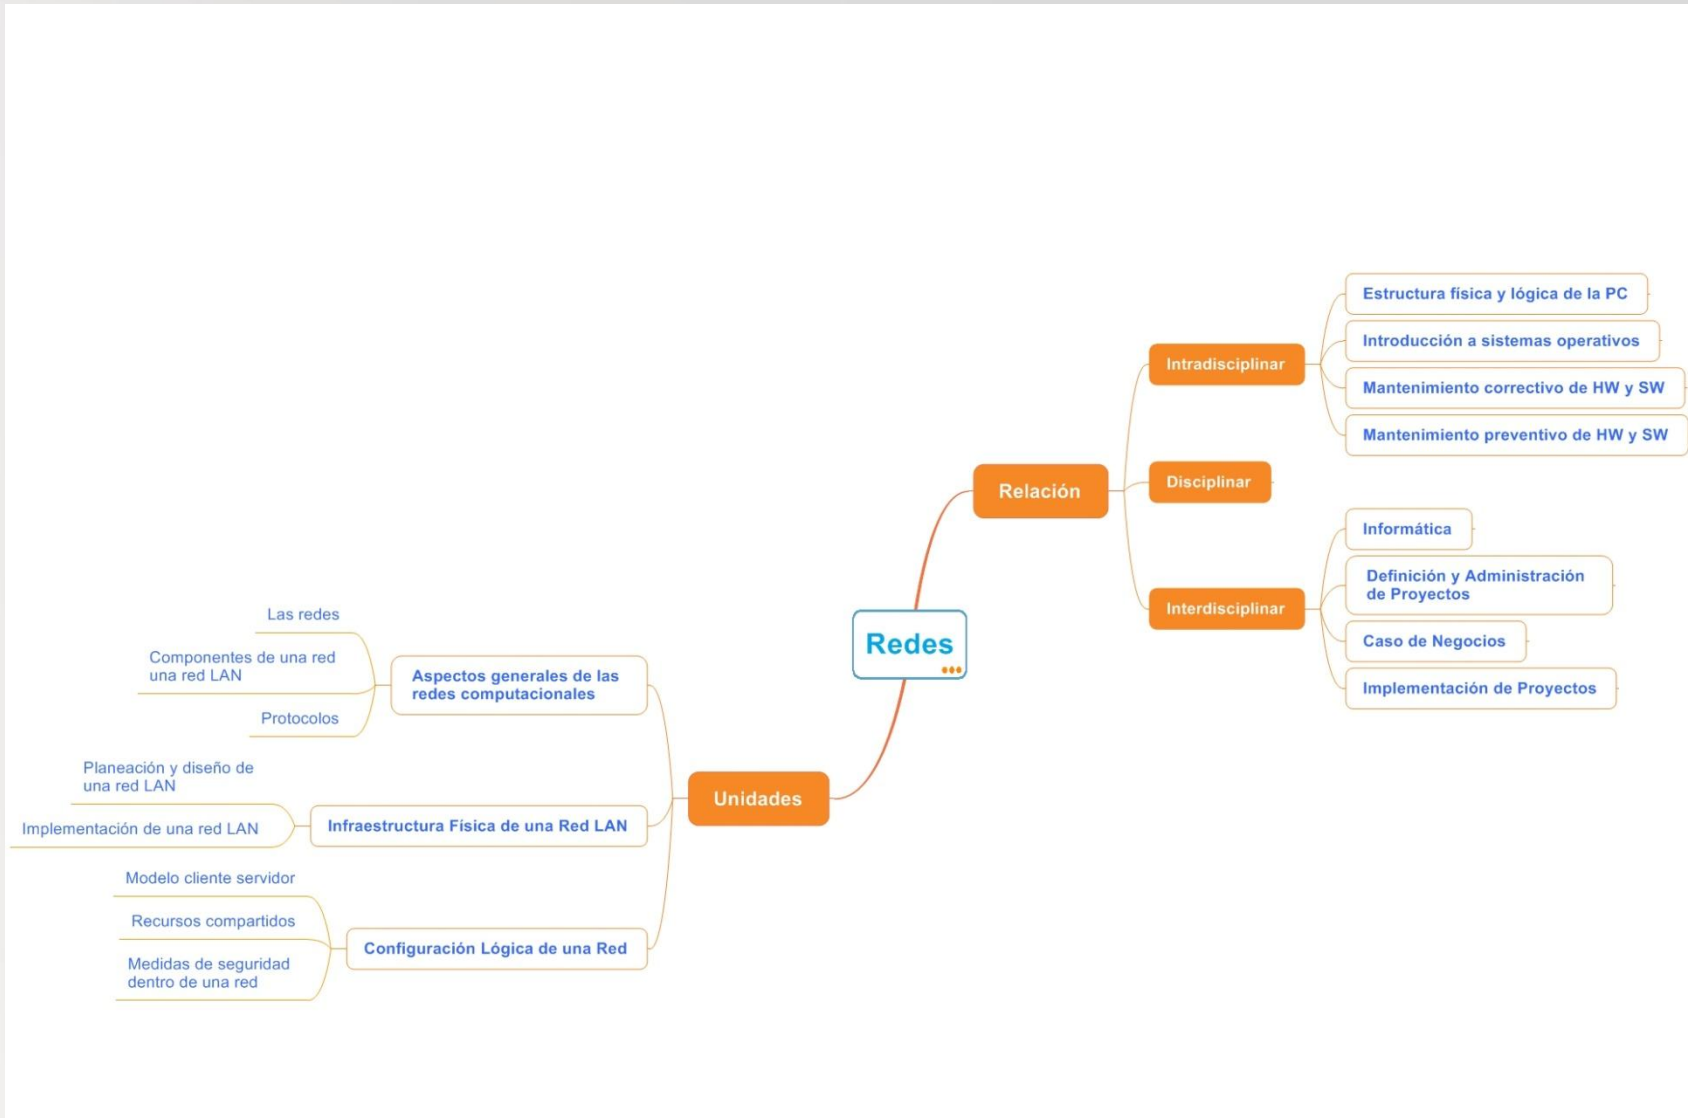 Redes
Relación
Intradisciplinar
Estructura física y lógica de la PC
Introducción a sistemas operativos
Mantenimiento correctivo de HW y SW
Mantenimiento preventivo de HW y SW
Disciplinar
Interdisciplinar
Informática
Definición y Administración
de Proyectos
Caso de Negocios
Implementación de Proyectos
Unidades
Aspectos generales de las
redes computacionales
Las redes
Componentes de una red
una red LAN
Protocolos
Infraestructura Física de una Red LAN
Planeación y diseño de
una red LAN
Implementación de una red LAN
Configuración Lógica de una Red
Modelo cliente servidor
Recursos compartidos
Medidas de seguridad
dentro de una red